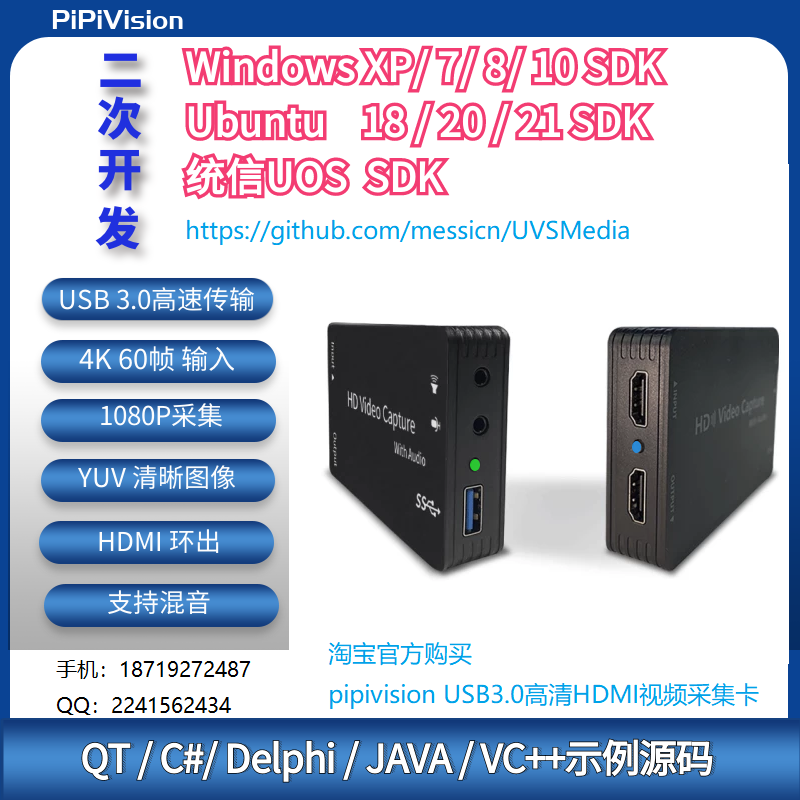 PiPiVision
二次开发
Windows XP/ 7/ 8/ 10 SDK
Ubuntu 18 / 20 / 21 SDK
统信UOS SDK
https://github.com/messicn/UVSMedia
USB 3.0高速传输
4K 60帧 输入
1080P采集
YUV 清晰图像
HDMI 环出
支持混音
Input
HD Video Capture
With Audio
Output
SS
INPUT
HD Video Capture
With Audio
OUTPUT
手机：18719272487
QQ：2241562434
淘宝官方购买
pipivision USB3.0高清HDMI视频采集卡
QT / C#/ Delphi / JAVA / VC++示例源码